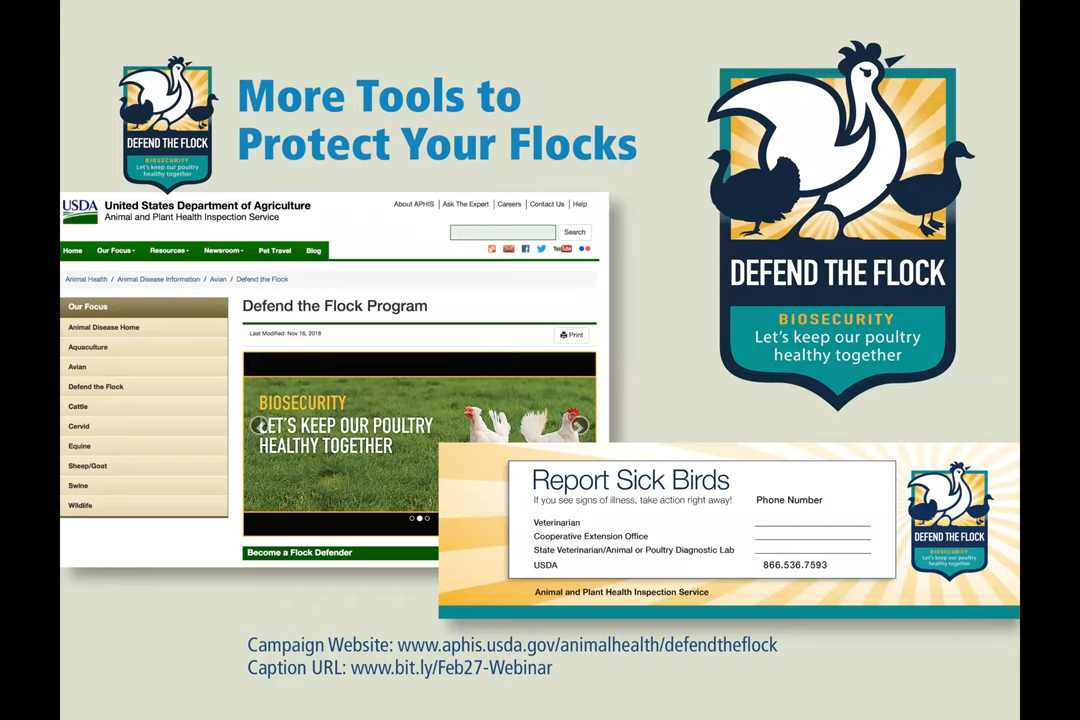 More Tools to
Protect Your Flocks
DEFEND THE FLOCK
BIOSECURITY
Let's keep our poultry
healthy together
DEFEND THE FLOCK
BIOSECURITY
Let's keep our poultry
healthy together
USDA
United States Department of Agriculture
Animal and Plant Health Inspection Service
About APHIS | Ask The Expert | Careers | Contact Us | Help
Search
You Tube
Home Our Focus Resources Newsroom Pet Travel Blog
Animal Health / Animal Disease Information / Avian / Defend the Flock
Our Focus
Animal Disease Home
Aquaculture
Avian
Defend the Flock
Cattle
Cervid
Equine
Sheep/Goat
Swine
Wildlife
Defend the Flock Program
Last Modified: Nov 16, 2018
Print
BIOSECURITY
LET'S KEEP OUR POULTRY
HEALTHY TOGETHER
Become a Flock Defender
Report Sick Birds
If you see signs of illness, take action right away! Phone Number
Veterinarian
Cooperative Extension Office
State Veterinarian/Animal or Poultry Diagnostic Lab
USDA 866.536.7593
Animal and Plant Health Inspection Service
DEFEND THE FLOCK
BIOSECURITY
Let's keep our poultry
healthy together
Campaign Website: www.aphis.usda.gov/animalhealth/defendtheflock
Caption URL: www.bit.ly/Feb27-Webinar